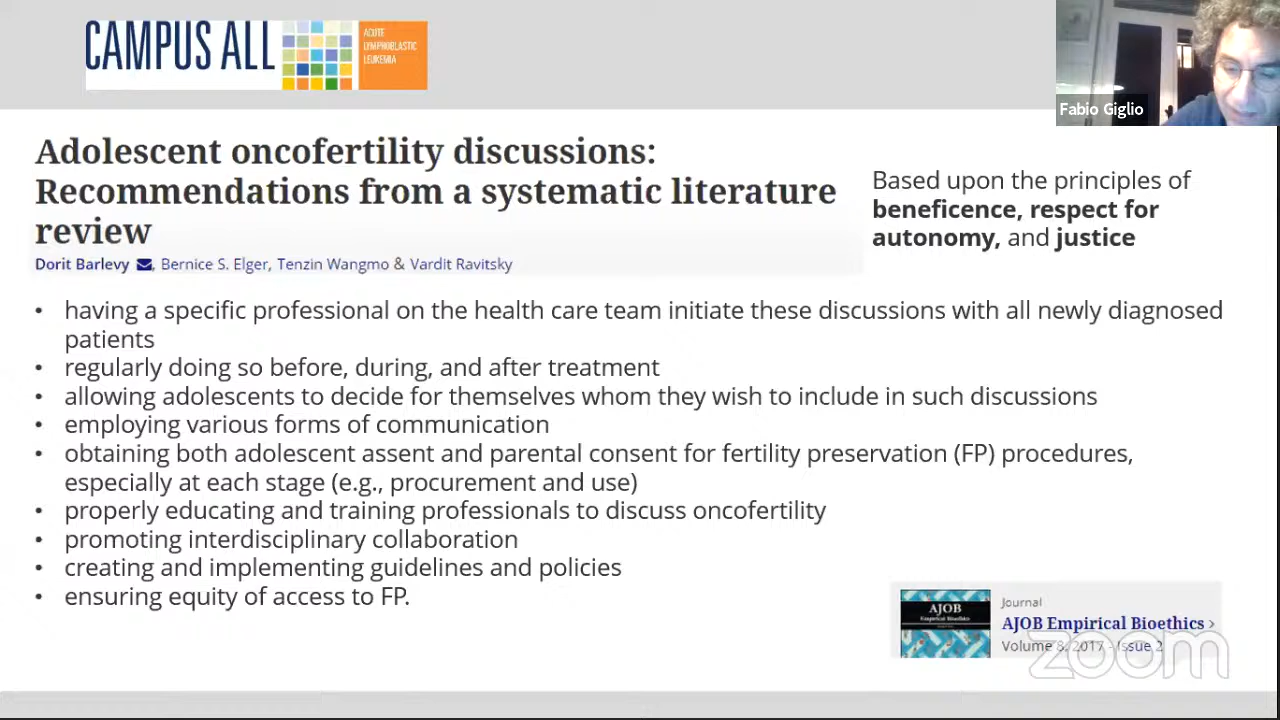 CAMPUS ALL
ACUTE
LYMPHOBLASTIC
LEUKEMIA
Fabio Giglio
Adolescent oncofertility discussions:
Recommendations from a systematic literature
review
Dorit Barlevy, Bernice S. Elger, Tenzin Wangmo & Vardit Ravitsky
Based upon the principles of
beneficence, respect for
autonomy, and justice
• having a specific professional on the health care team initiate these discussions with all newly diagnosed
patients
• regularly doing so before, during, and after treatment
• allowing adolescents to decide for themselves whom they wish to include in such discussions
• employing various forms of communication
• obtaining both adolescent assent and parental consent for fertility preservation (FP) procedures,
especially at each stage (e.g., procurement and use)
• properly educating and training professionals to discuss oncofertility
• promoting interdisciplinary collaboration
• creating and implementing guidelines and policies
• ensuring equity of access to FP.
AJOB
Empirical Bioethics
Journal
AJOB Empirical Bioethics ›
Volume 8, 2017 - Issue 2
zoom